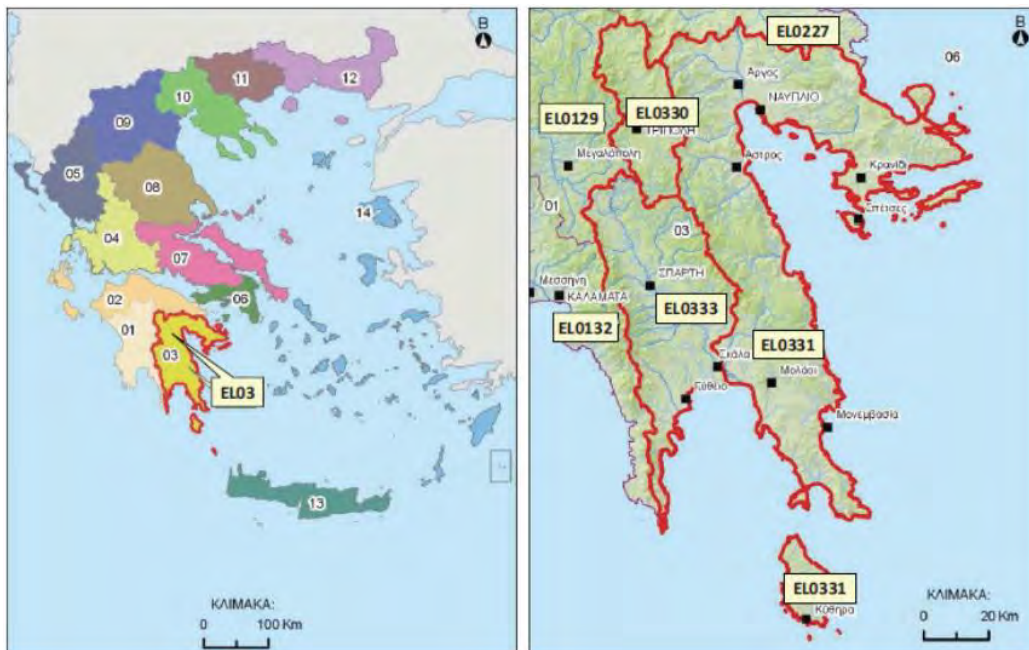 B
11
12
10
09
05
08
14
04
07
06
02
01
03
EL03
13
ΚΛΙΜΑΚΑ:
0 100 Km
B
EL0227
06
Άργος
ΝΑΥΠΛΙΟ
EL0129
EL0330
ΤΡΙΠΟΛΗ
Μεγαλόπολη
Άστρος
Κρανίδι
Σπέτσες
01
03
ΣΠΑΡΤΗ
Μεσσήνη
ΚΑΛΑΜΑΤΑ
EL0333
EL0132
EL0331
Σκάλα
Μολάοι
Γύθειο
Μονεμβασία
EL0331
Κύθηρα
ΚΛΙΜΑΚΑ:
0 20 Km